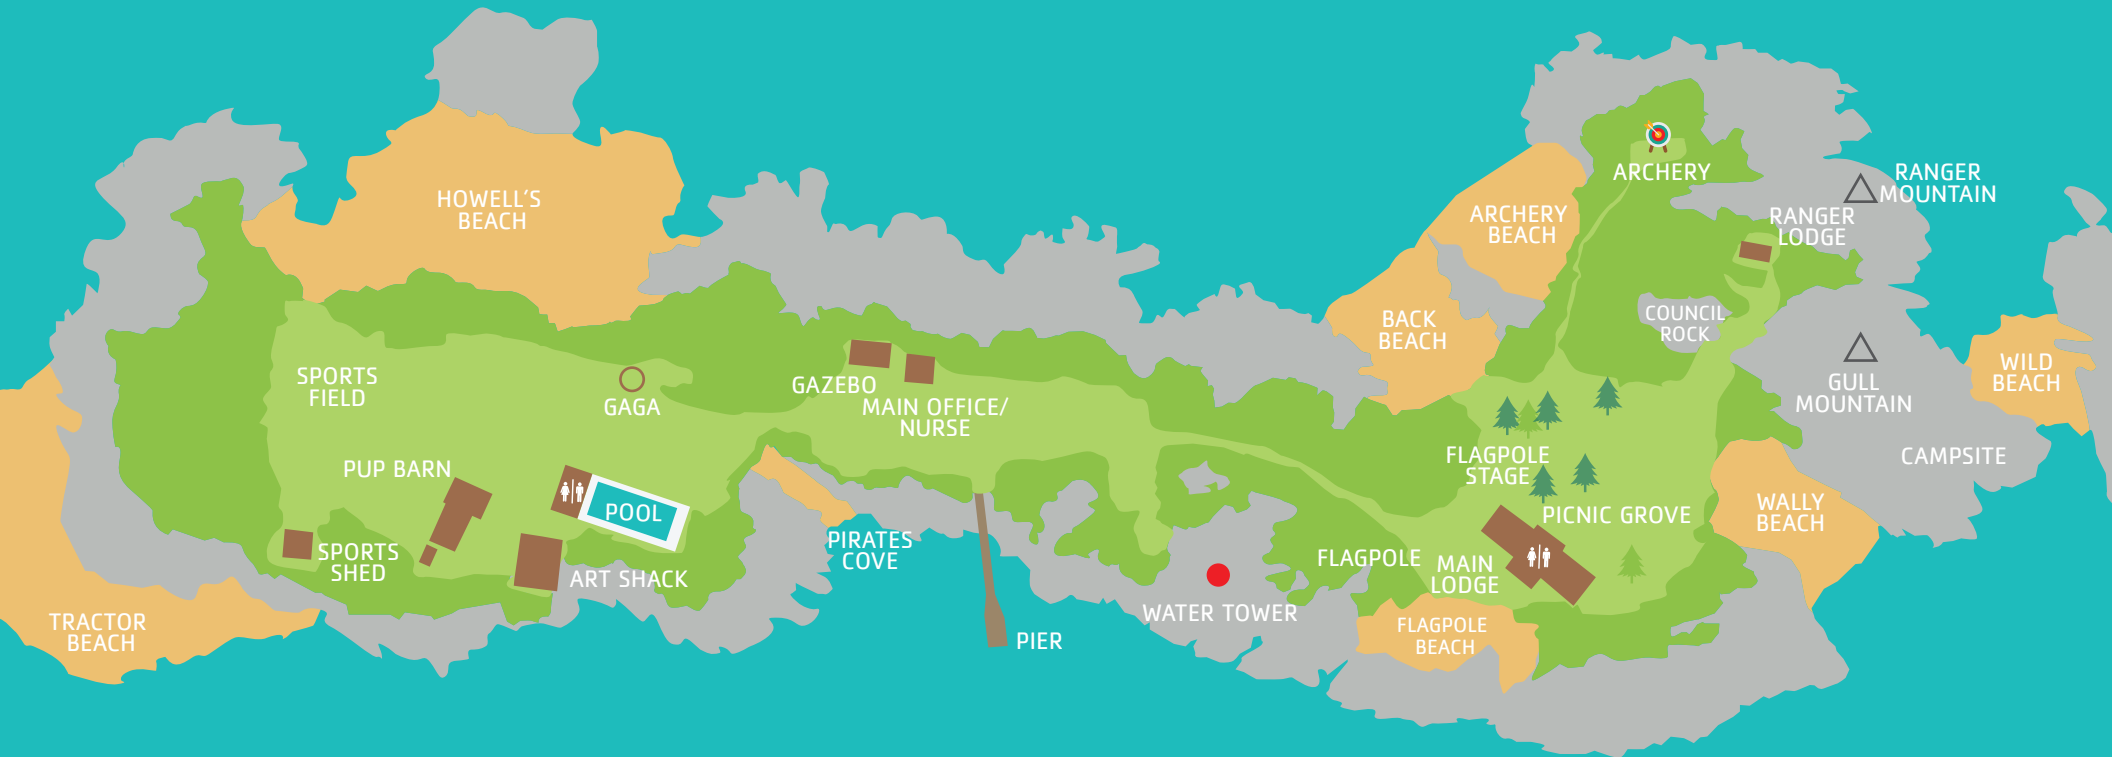 HOWELL'S
BEACH
ARCHERY
RANGER
MOUNTAIN
ARCHERY
BEACH
RANGER
LODGE
BACK
BEACH
COUNCIL
ROCK
WILD
BEACH
GULL
MOUNTAIN
SPORTS
FIELD
GAGA
GAZEBO
MAIN OFFICE/
NURSE
FLAGPOLE
STAGE
CAMPSITE
PUP BARN
POOL
PICNIC GROVE
WALLY
BEACH
SPORTS
SHED
PIRATES
COVE
ART SHACK
FLAGPOLE
MAIN
LODGE
WATER TOWER
TRACTOR
BEACH
PIER
FLAGPOLE
BEACH